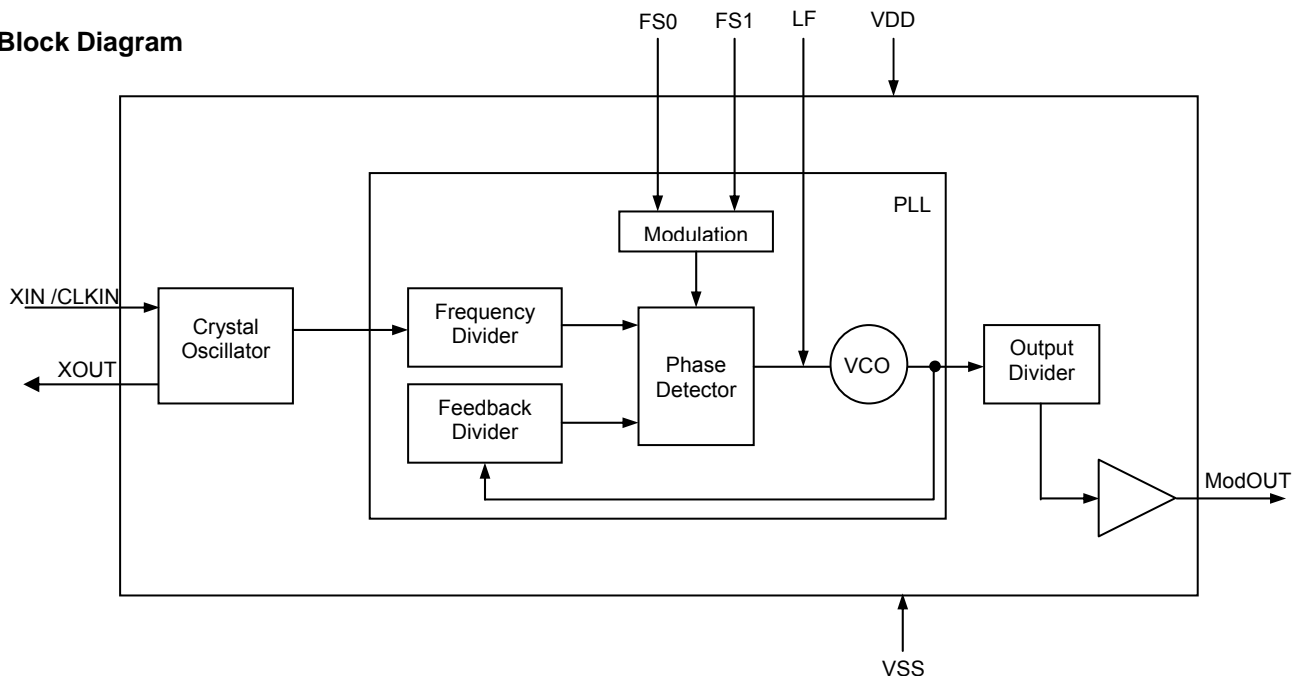 Block Diagram
FS0
FS1
LF
VDD
PLL
Modulation
XIN /CLKIN
XOUT
Crystal
Oscillator
Frequency
Divider
Feedback
Divider
Phase
Detector
VCO
Output
Divider
ModOUT
VSS